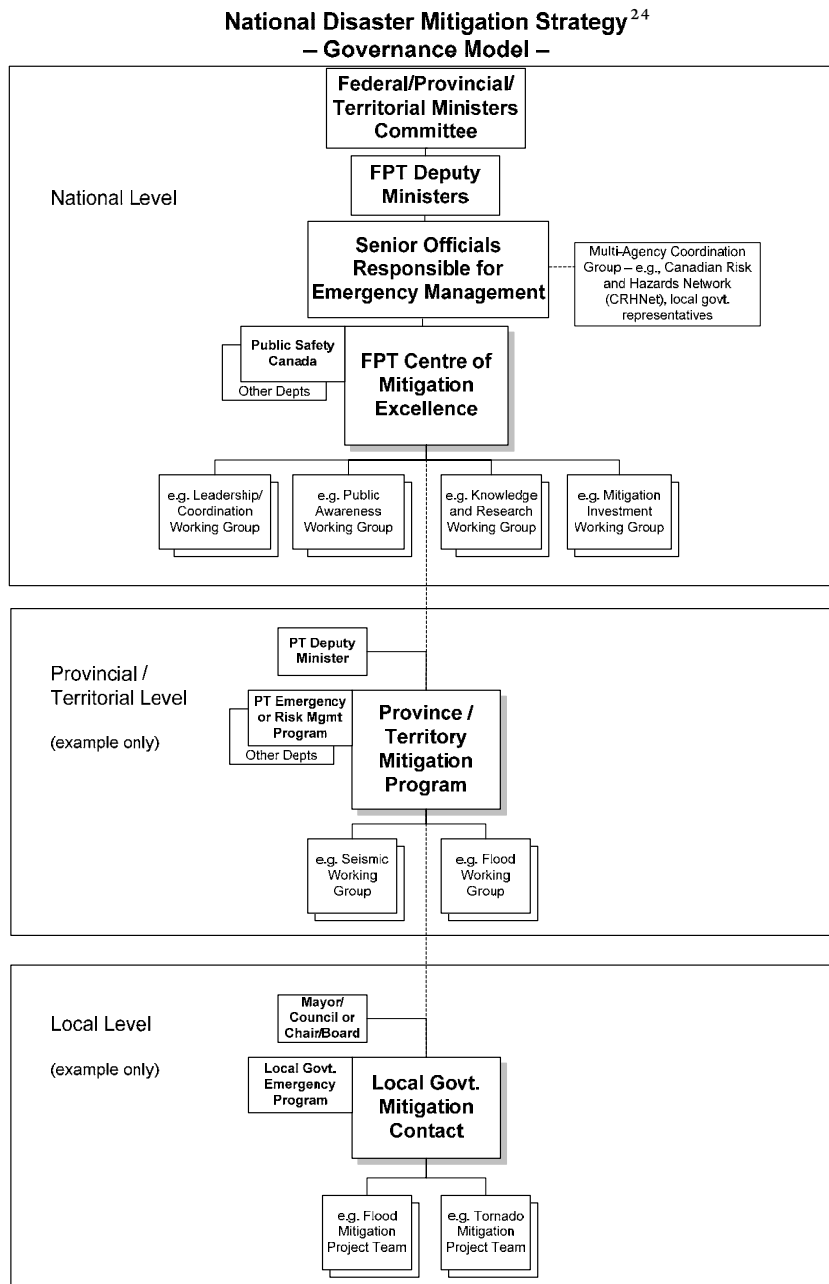 National Disaster Mitigation Strategy24
– Governance Model –
Federal/Provincial/
Territorial Ministers
Committee
FPT Deputy
Ministers
National Level
Senior Officials
Responsible for
Emergency Management
Multi-Agency Coordination
Group – e.g., Canadian Risk
and Hazards Network
(CRHNet), local govt.
representatives
Public Safety
Canada
Other Depts
FPT Centre of
Mitigation
Excellence
e.g. Leadership/
Coordination
Working Group
e.g. Public
Awareness
Working Group
e.g. Knowledge
and Research
Working Group
e.g. Mitigation
Investment
Working Group
Provincial /
Territorial Level
(example only)
PT Deputy
Minister
PT Emergency
or Risk Mgmt
Program
Other Depts
Province /
Territory
Mitigation
Program
e.g. Seismic
Working
Group
e.g. Flood
Working
Group
Local Level
(example only)
Mayor/
Council or
Chair/Board
Local Govt.
Emergency
Program
Local Govt.
Mitigation
Contact
e.g. Flood
Mitigation
Project Team
e.g. Tornado
Mitigation
Project Team